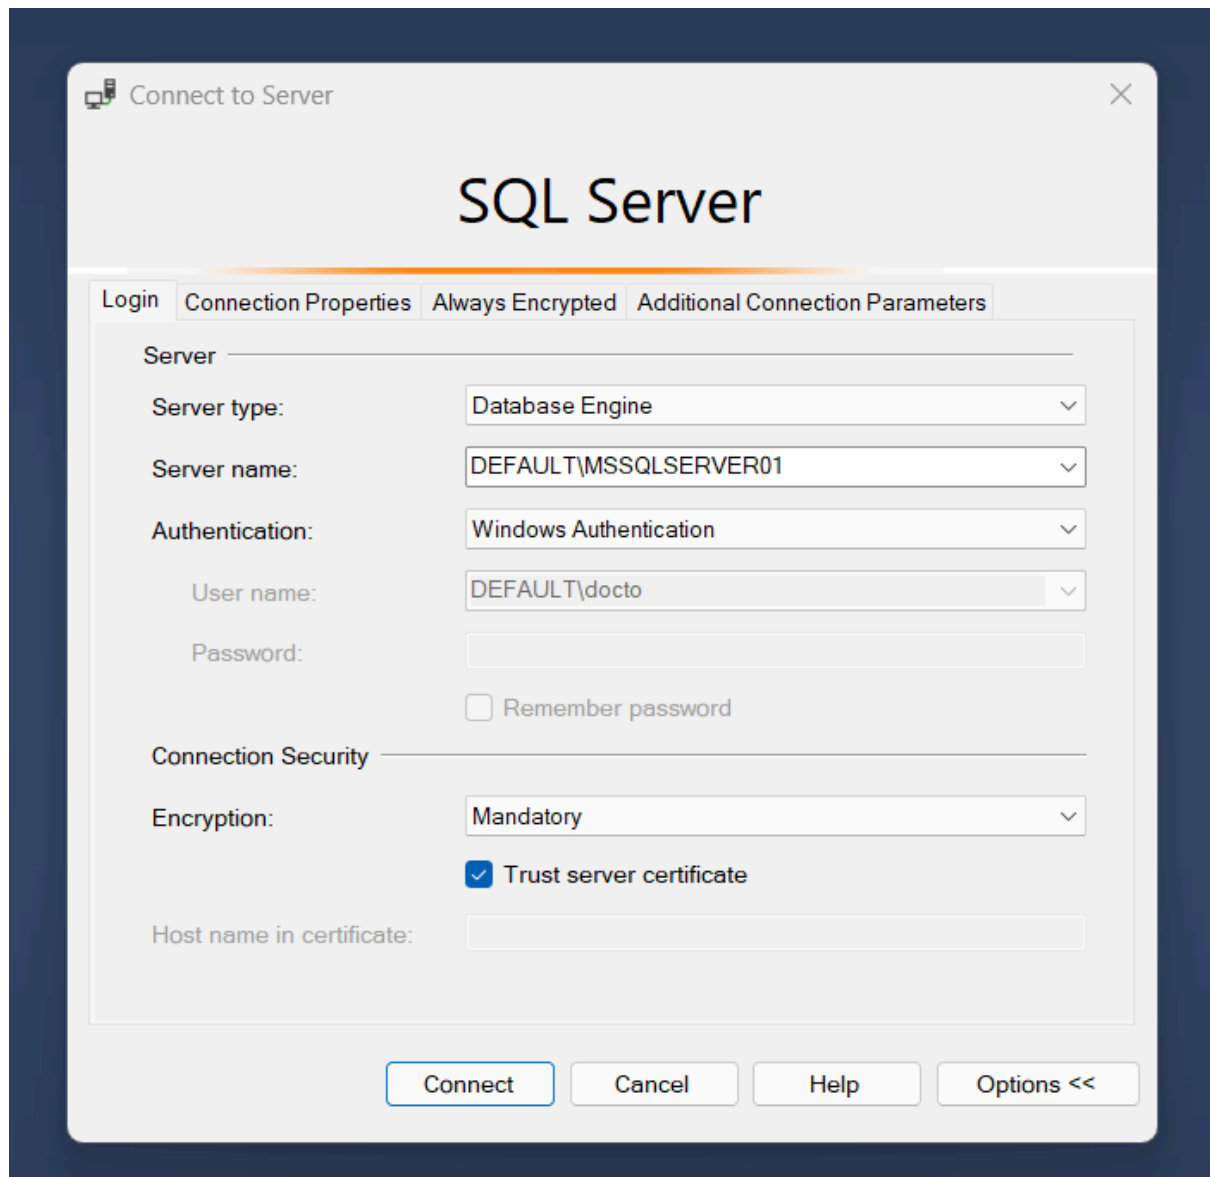 Connect to Server
SQL Server
Login Connection Properties Always Encrypted Additional Connection Parameters
Server
Server type: Database Engine
Server name: DEFAULT\MSSQLSERVER01
Authentication: Windows Authentication
User name: DEFAULT\docto
Password:
Remember password
Connection Security
Encryption: Mandatory
Trust server certificate
Host name in certificate:
Connect Cancel Help Options <<